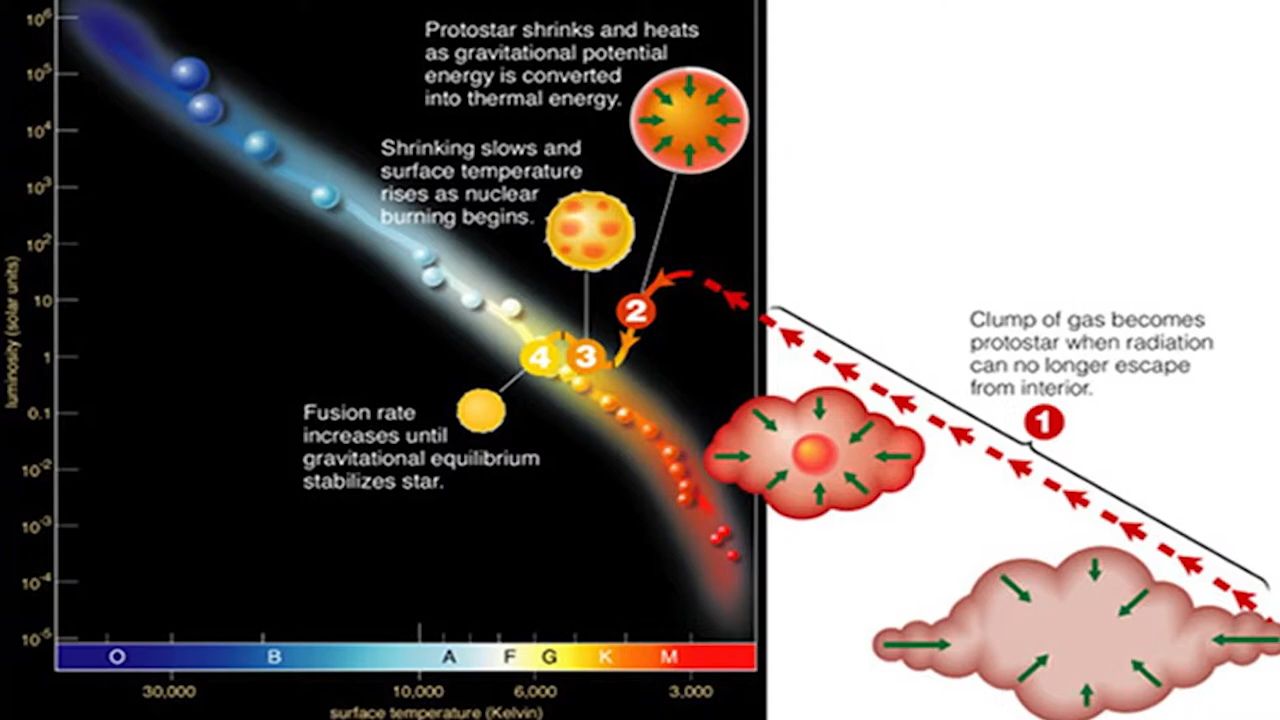 Protostar shrinks and heats
as gravitational potential
energy is converted
into thermal energy.
Shrinking slows and
surface temperature
rises as nuclear
burning begins.
2
4
3
Fusion rate
increases until
gravitational equilibrium
stabilizes star.
Clump of gas becomes
protostar when radiation
can no longer escape
from interior.
1
luminosity (solar units)
10⁶
10⁵
10⁴
10³
10²
10
1
0.1
10⁻²
10⁻³
10⁻⁴
10⁻⁵
O B A F G K M
30,000 10,000 6,000 3,000
surface temperature (Kelvin)